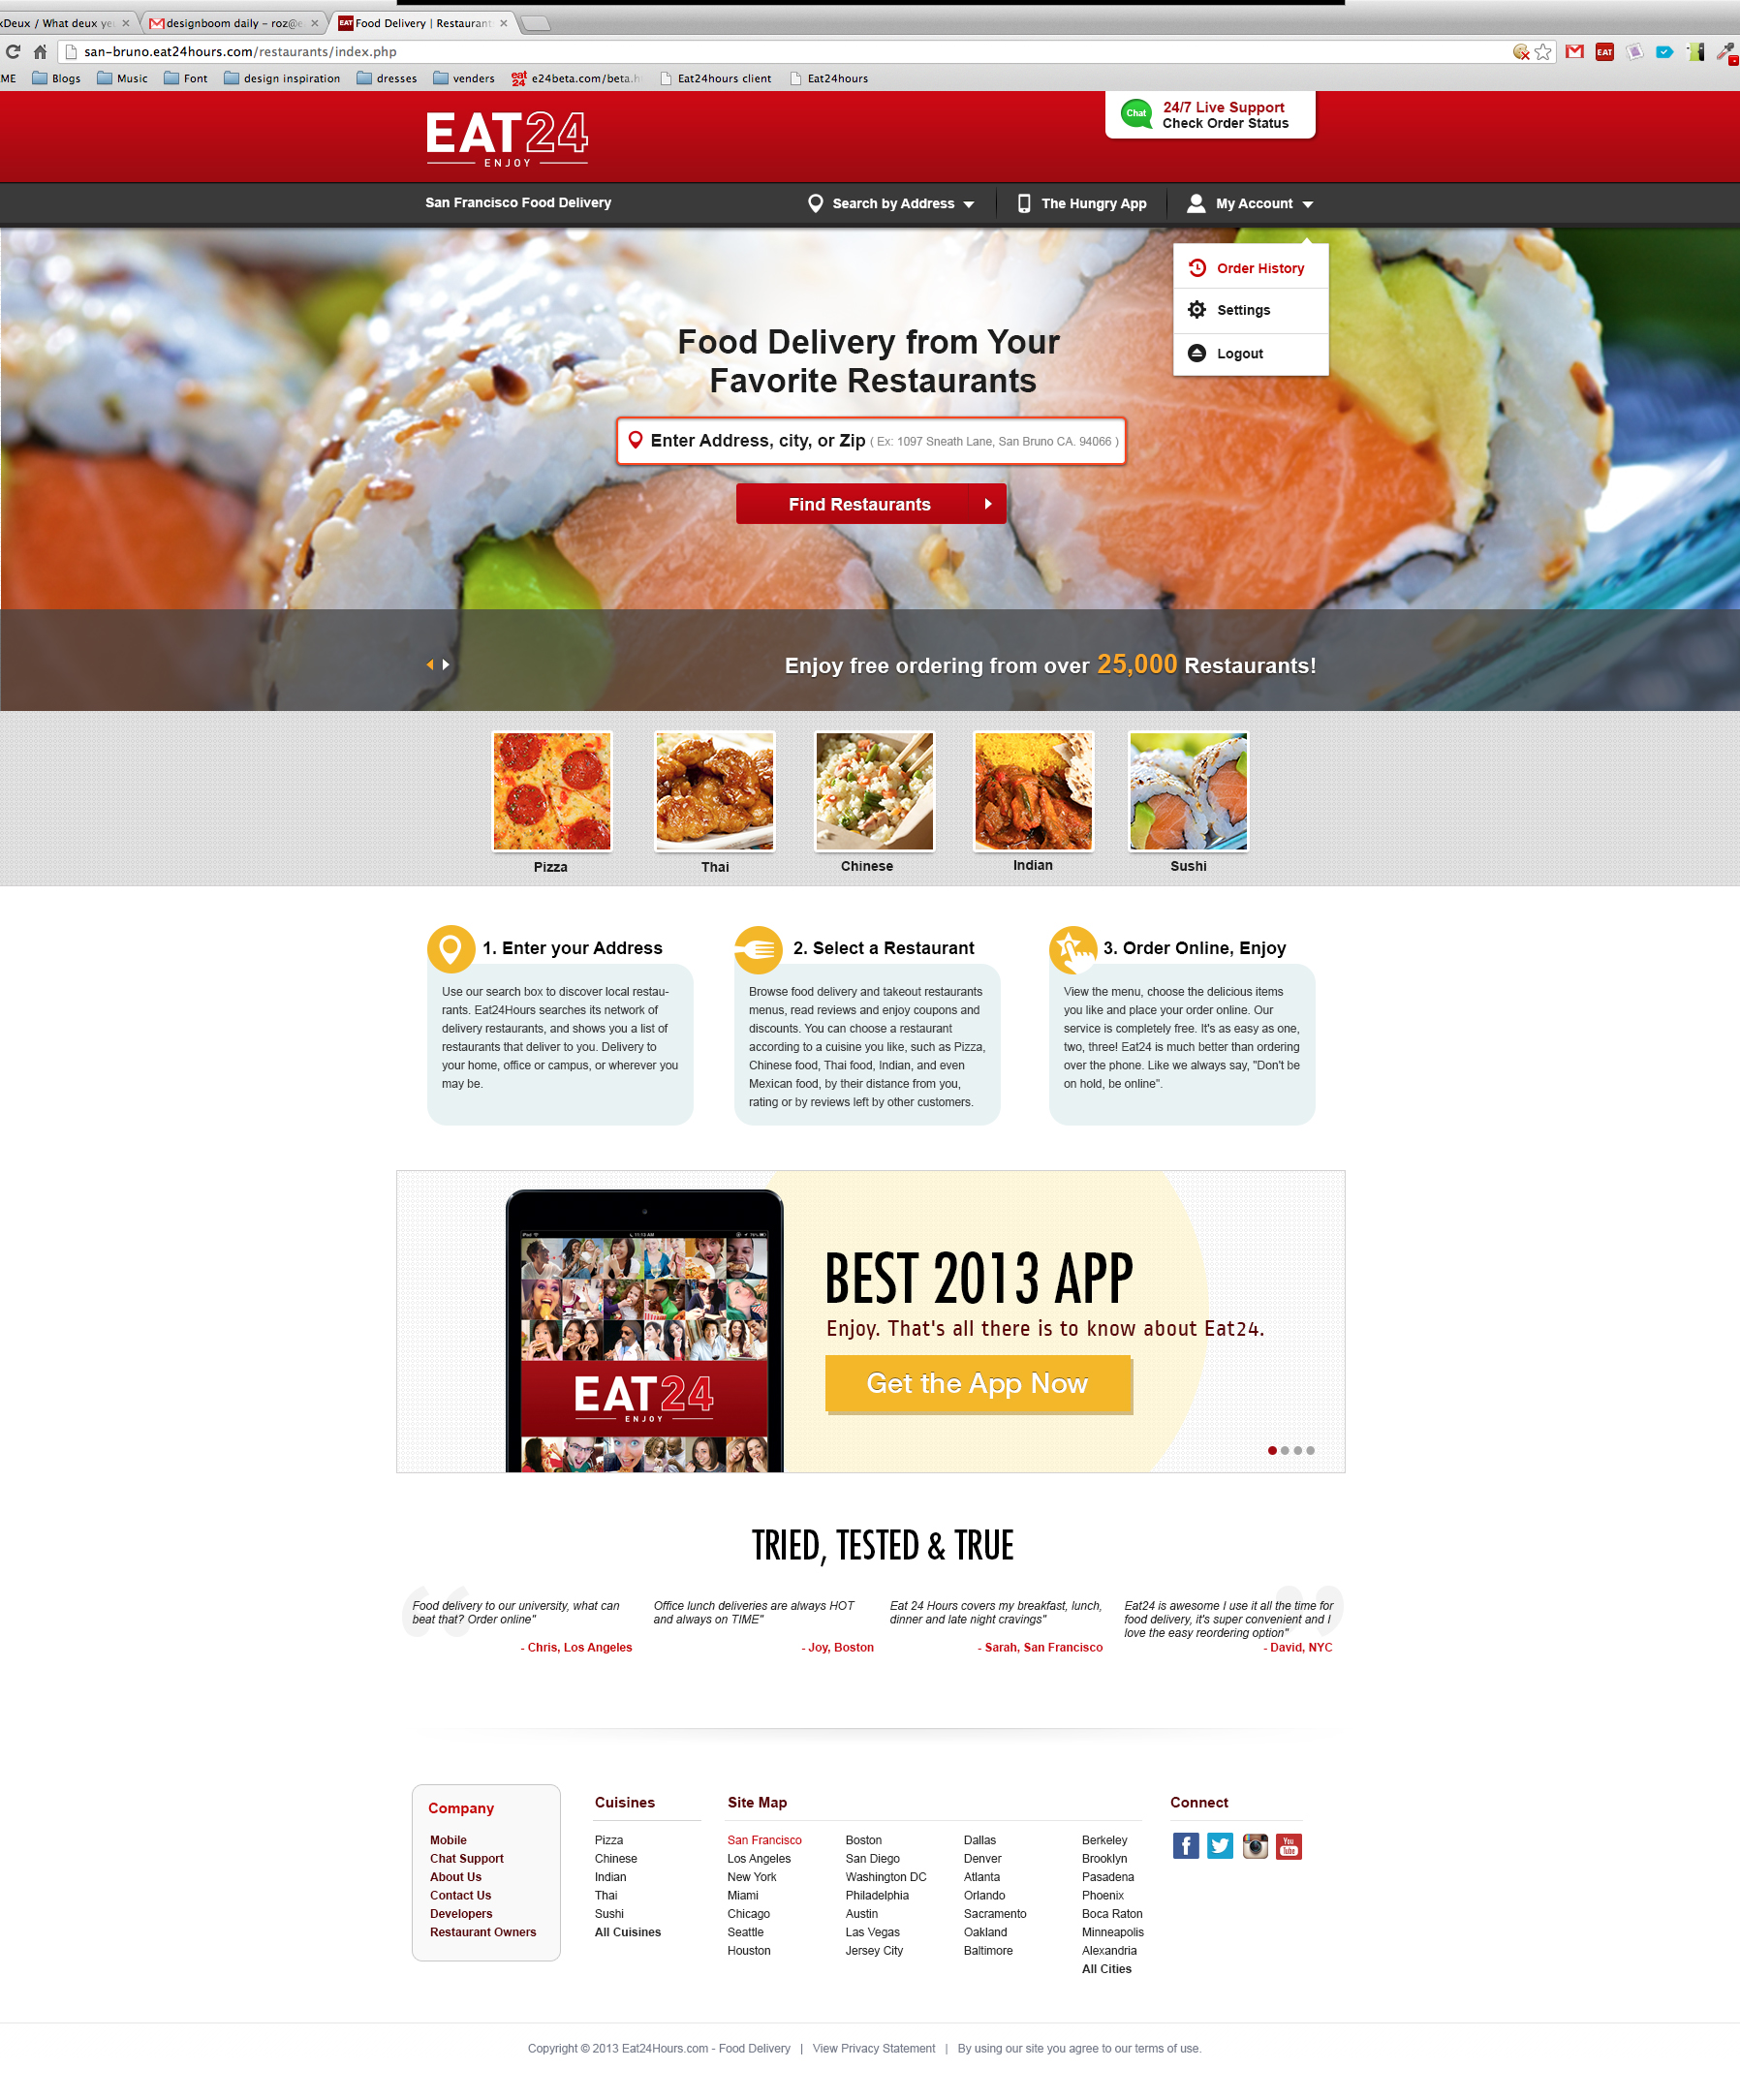 xDeux / What deux ye
designboom daily – roz@e
EAT Food Delivery | Restaurant
san-bruno.eat24hours.com/restaurants/index.php
EAT
ME Blogs Music Font design inspiration dresses venders eat 24 e24beta.com/beta.h Eat24hours client Eat24hours
EAT24
ENJOY
Chat
24/7 Live Support
Check Order Status
San Francisco Food Delivery
Search by Address
The Hungry App
My Account
Order History
Settings
Logout
Food Delivery from Your
Favorite Restaurants
Enter Address, city, or Zip ( Ex: 1097 Sneath Lane, San Bruno CA. 94066 )
Find Restaurants
Enjoy free ordering from over 25,000 Restaurants!
Pizza
Thai
Chinese
Indian
Sushi
1. Enter your Address
Use our search box to discover local restau-
rants. Eat24Hours searches its network of
delivery restaurants, and shows you a list of
restaurants that deliver to you. Delivery to
your home, office or campus, or wherever you
may be.
2. Select a Restaurant
Browse food delivery and takeout restaurants
menus, read reviews and enjoy coupons and
discounts. You can choose a restaurant
according to a cuisine you like, such as Pizza,
Chinese food, Thai food, Indian, and even
Mexican food, by their distance from you,
rating or by reviews left by other customers.
3. Order Online, Enjoy
View the menu, choose the delicious items
you like and place your order online. Our
service is completely free. It's as easy as one,
two, three! Eat24 is much better than ordering
over the phone. Like we always say, "Don't be
on hold, be online".
iPad 11:13 AM 76%
EAT24
ENJOY
BEST 2013 APP
Enjoy. That's all there is to know about Eat24.
Get the App Now
TRIED, TESTED & TRUE
“
Food delivery to our university, what can
beat that? Order online"
- Chris, Los Angeles
Office lunch deliveries are always HOT
and always on TIME"
- Joy, Boston
Eat 24 Hours covers my breakfast, lunch,
dinner and late night cravings"
- Sarah, San Francisco
Eat24 is awesome I use it all the time for
food delivery, it's super convenient and I
love the easy reordering option"
- David, NYC
”
Company
Mobile
Chat Support
About Us
Contact Us
Developers
Restaurant Owners
Cuisines
Pizza
Chinese
Indian
Thai
Sushi
All Cuisines
Site Map
San Francisco
Los Angeles
New York
Miami
Chicago
Seattle
Houston
Boston
San Diego
Washington DC
Philadelphia
Austin
Las Vegas
Jersey City
Dallas
Denver
Atlanta
Orlando
Sacramento
Oakland
Baltimore
Berkeley
Brooklyn
Pasadena
Phoenix
Boca Raton
Minneapolis
Alexandria
All Cities
Connect
f
You
Tube
Copyright © 2013 Eat24Hours.com - Food Delivery | View Privacy Statement | By using our site you agree to our terms of use.